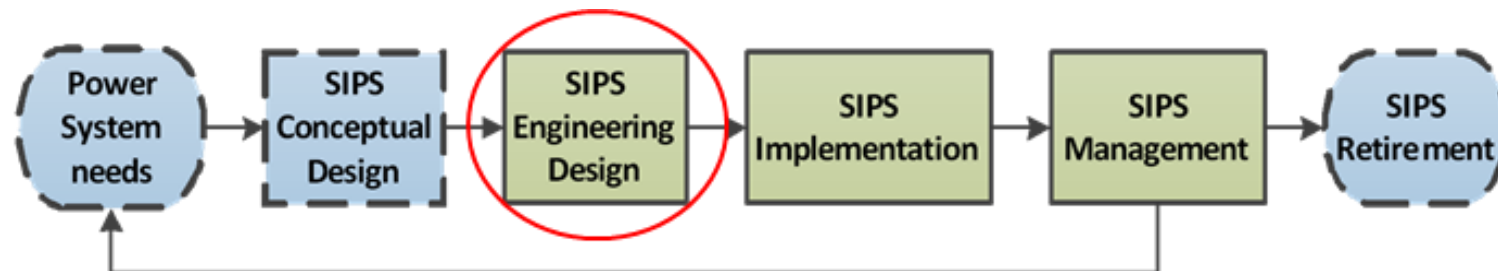 Power
System
needs
SIPS
Conceptual
Design
SIPS
Engineering
Design
SIPS
Implementation
SIPS
Management
SIPS
Retirement